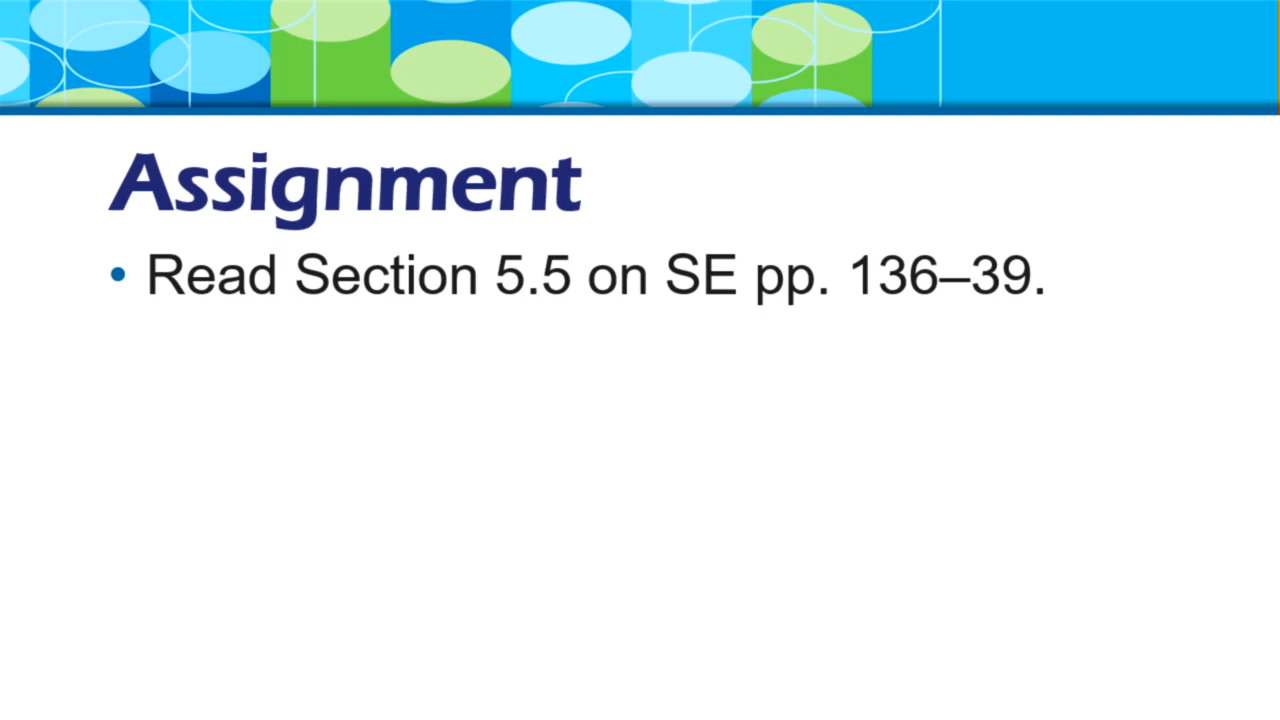 Assignment
• Read Section 5.5 on SE pp. 136–39.